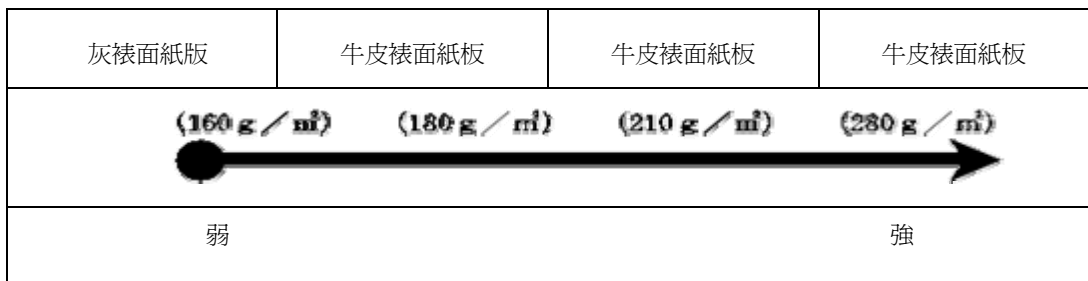 灰裱面紙版 牛皮裱面紙板 牛皮裱面紙板 牛皮裱面紙板
(160 g／㎡) (180 g／㎡) (210 g／㎡) (280 g／㎡)
弱 強